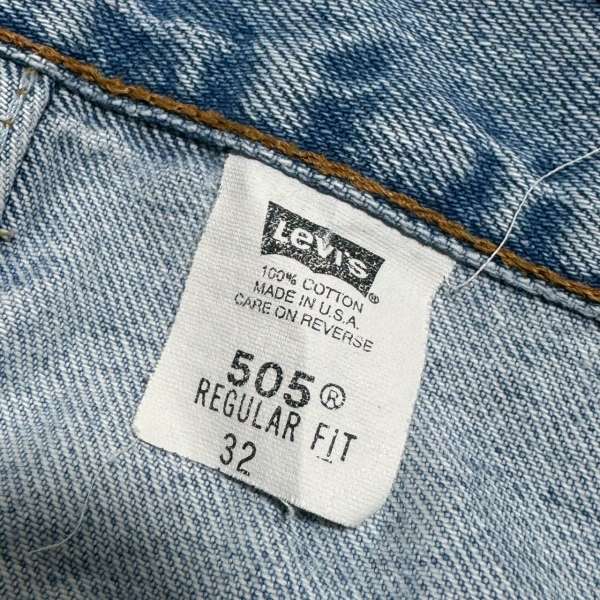 Levi's®
100% COTTON
MADE IN U.S.A.
CARE ON REVERSE
505®
REGULAR FIT
32